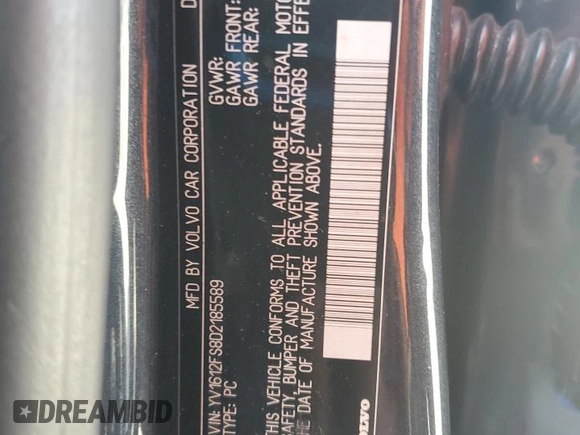 MFD BY VOLVO CAR CORPORATION
GVWR:
GAWR FRONT:
GAWR REAR:
VIN: YV1612FS8D2185589
TYPE: PC
THIS VEHICLE CONFORMS TO ALL APPLICABLE FEDERAL MOTO
SAFETY, BUMPER AND THEFT PREVENTION STANDARDS IN EFFE
THE DATE OF MANUFACTURE SHOWN ABOVE.
VOLVO
DREAMBID